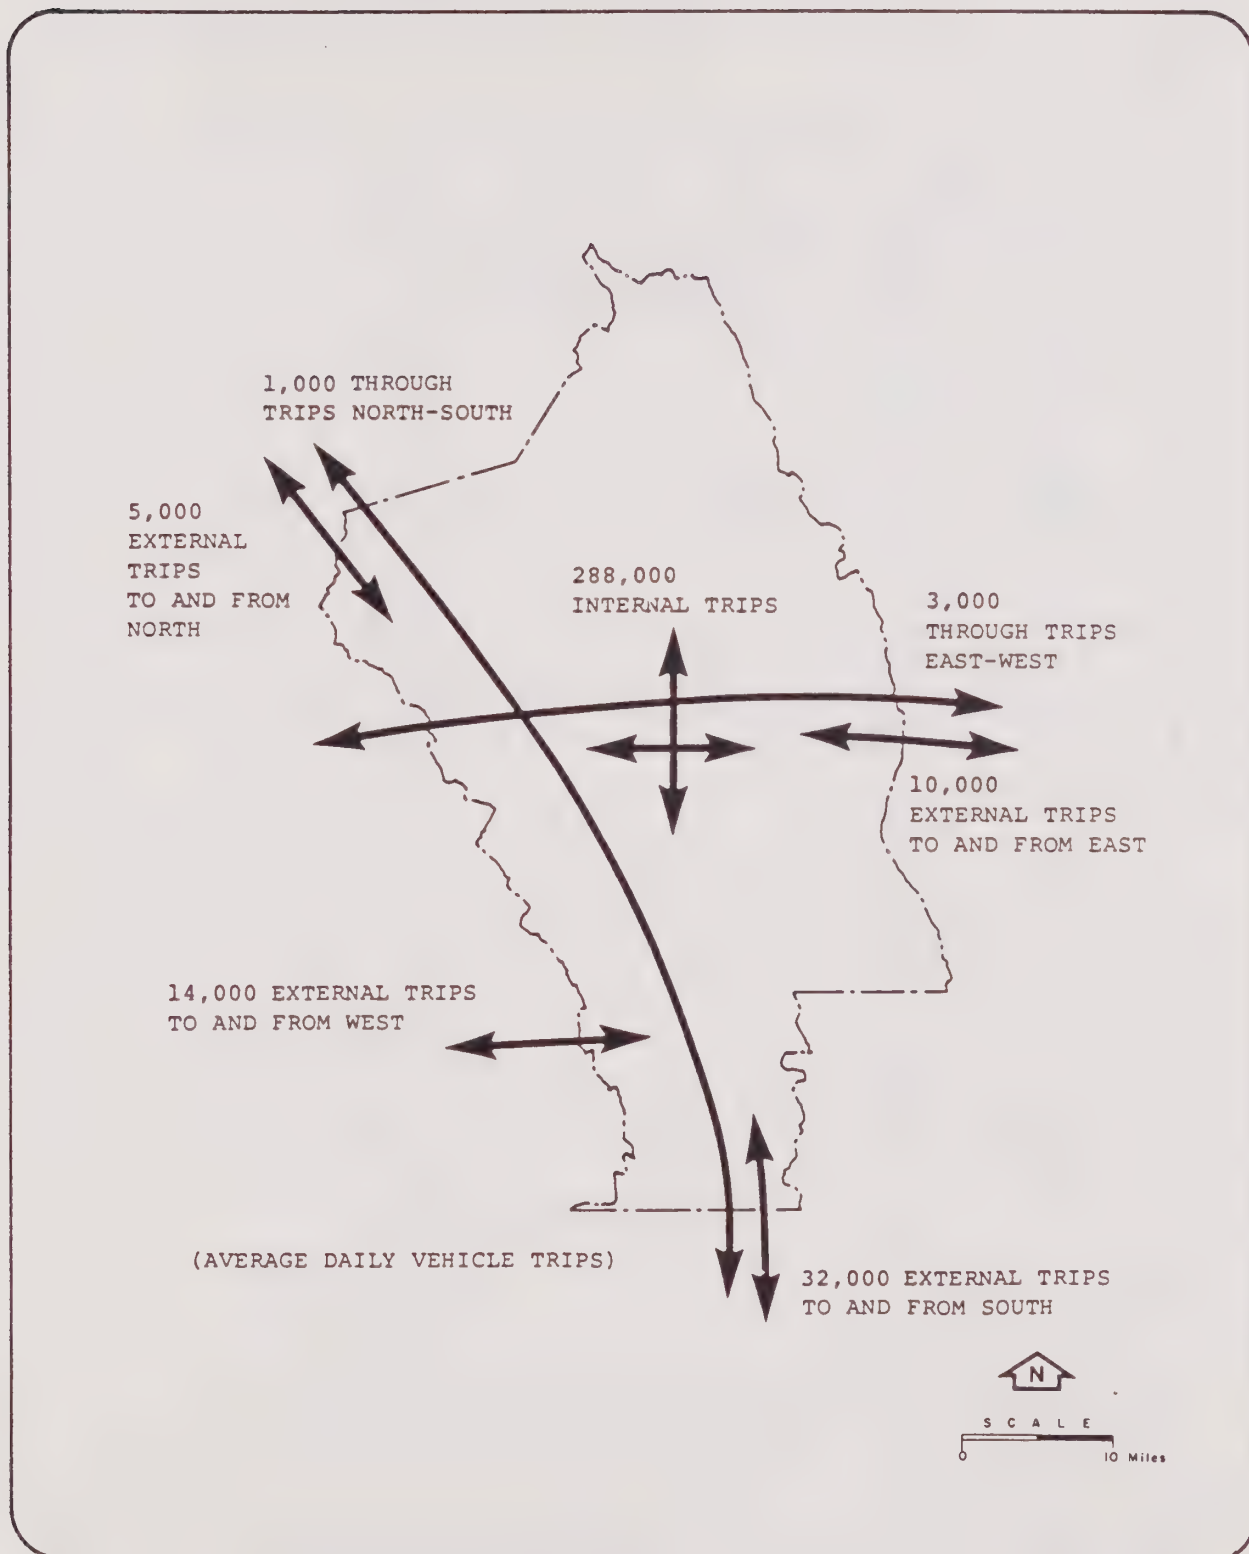 1,000 THROUGH
TRIPS NORTH-SOUTH
5,000
EXTERNAL
TRIPS
TO AND FROM
NORTH
288,000
INTERNAL TRIPS
3,000
THROUGH TRIPS
EAST-WEST
10,000
EXTERNAL TRIPS
TO AND FROM EAST
14,000 EXTERNAL TRIPS
TO AND FROM WEST
(AVERAGE DAILY VEHICLE TRIPS)
32,000 EXTERNAL TRIPS
TO AND FROM SOUTH
N
SCALE
0 10 Miles